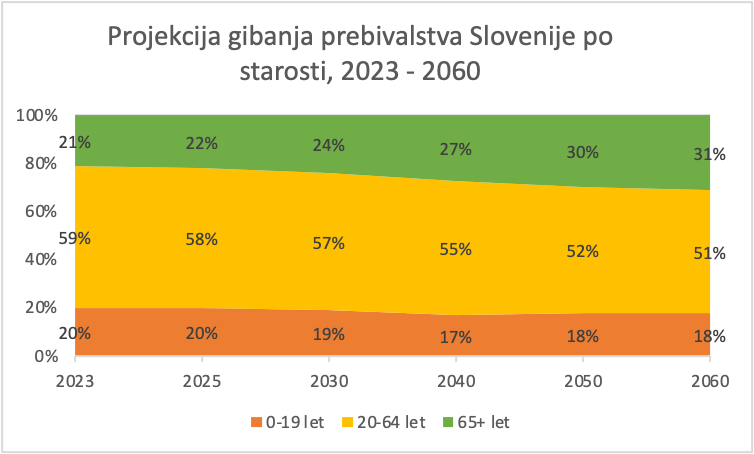 Projekcija gibanja prebivalstva Slovenije po
starosti, 2023 - 2060
100%
80%
60%
40%
20%
0%
21% 22% 24% 27% 30% 31%
59% 58% 57% 55% 52% 51%
20% 20% 19% 17% 18% 18%
2023 2025 2030 2040 2050 2060
0-19 let 20-64 let 65+ let